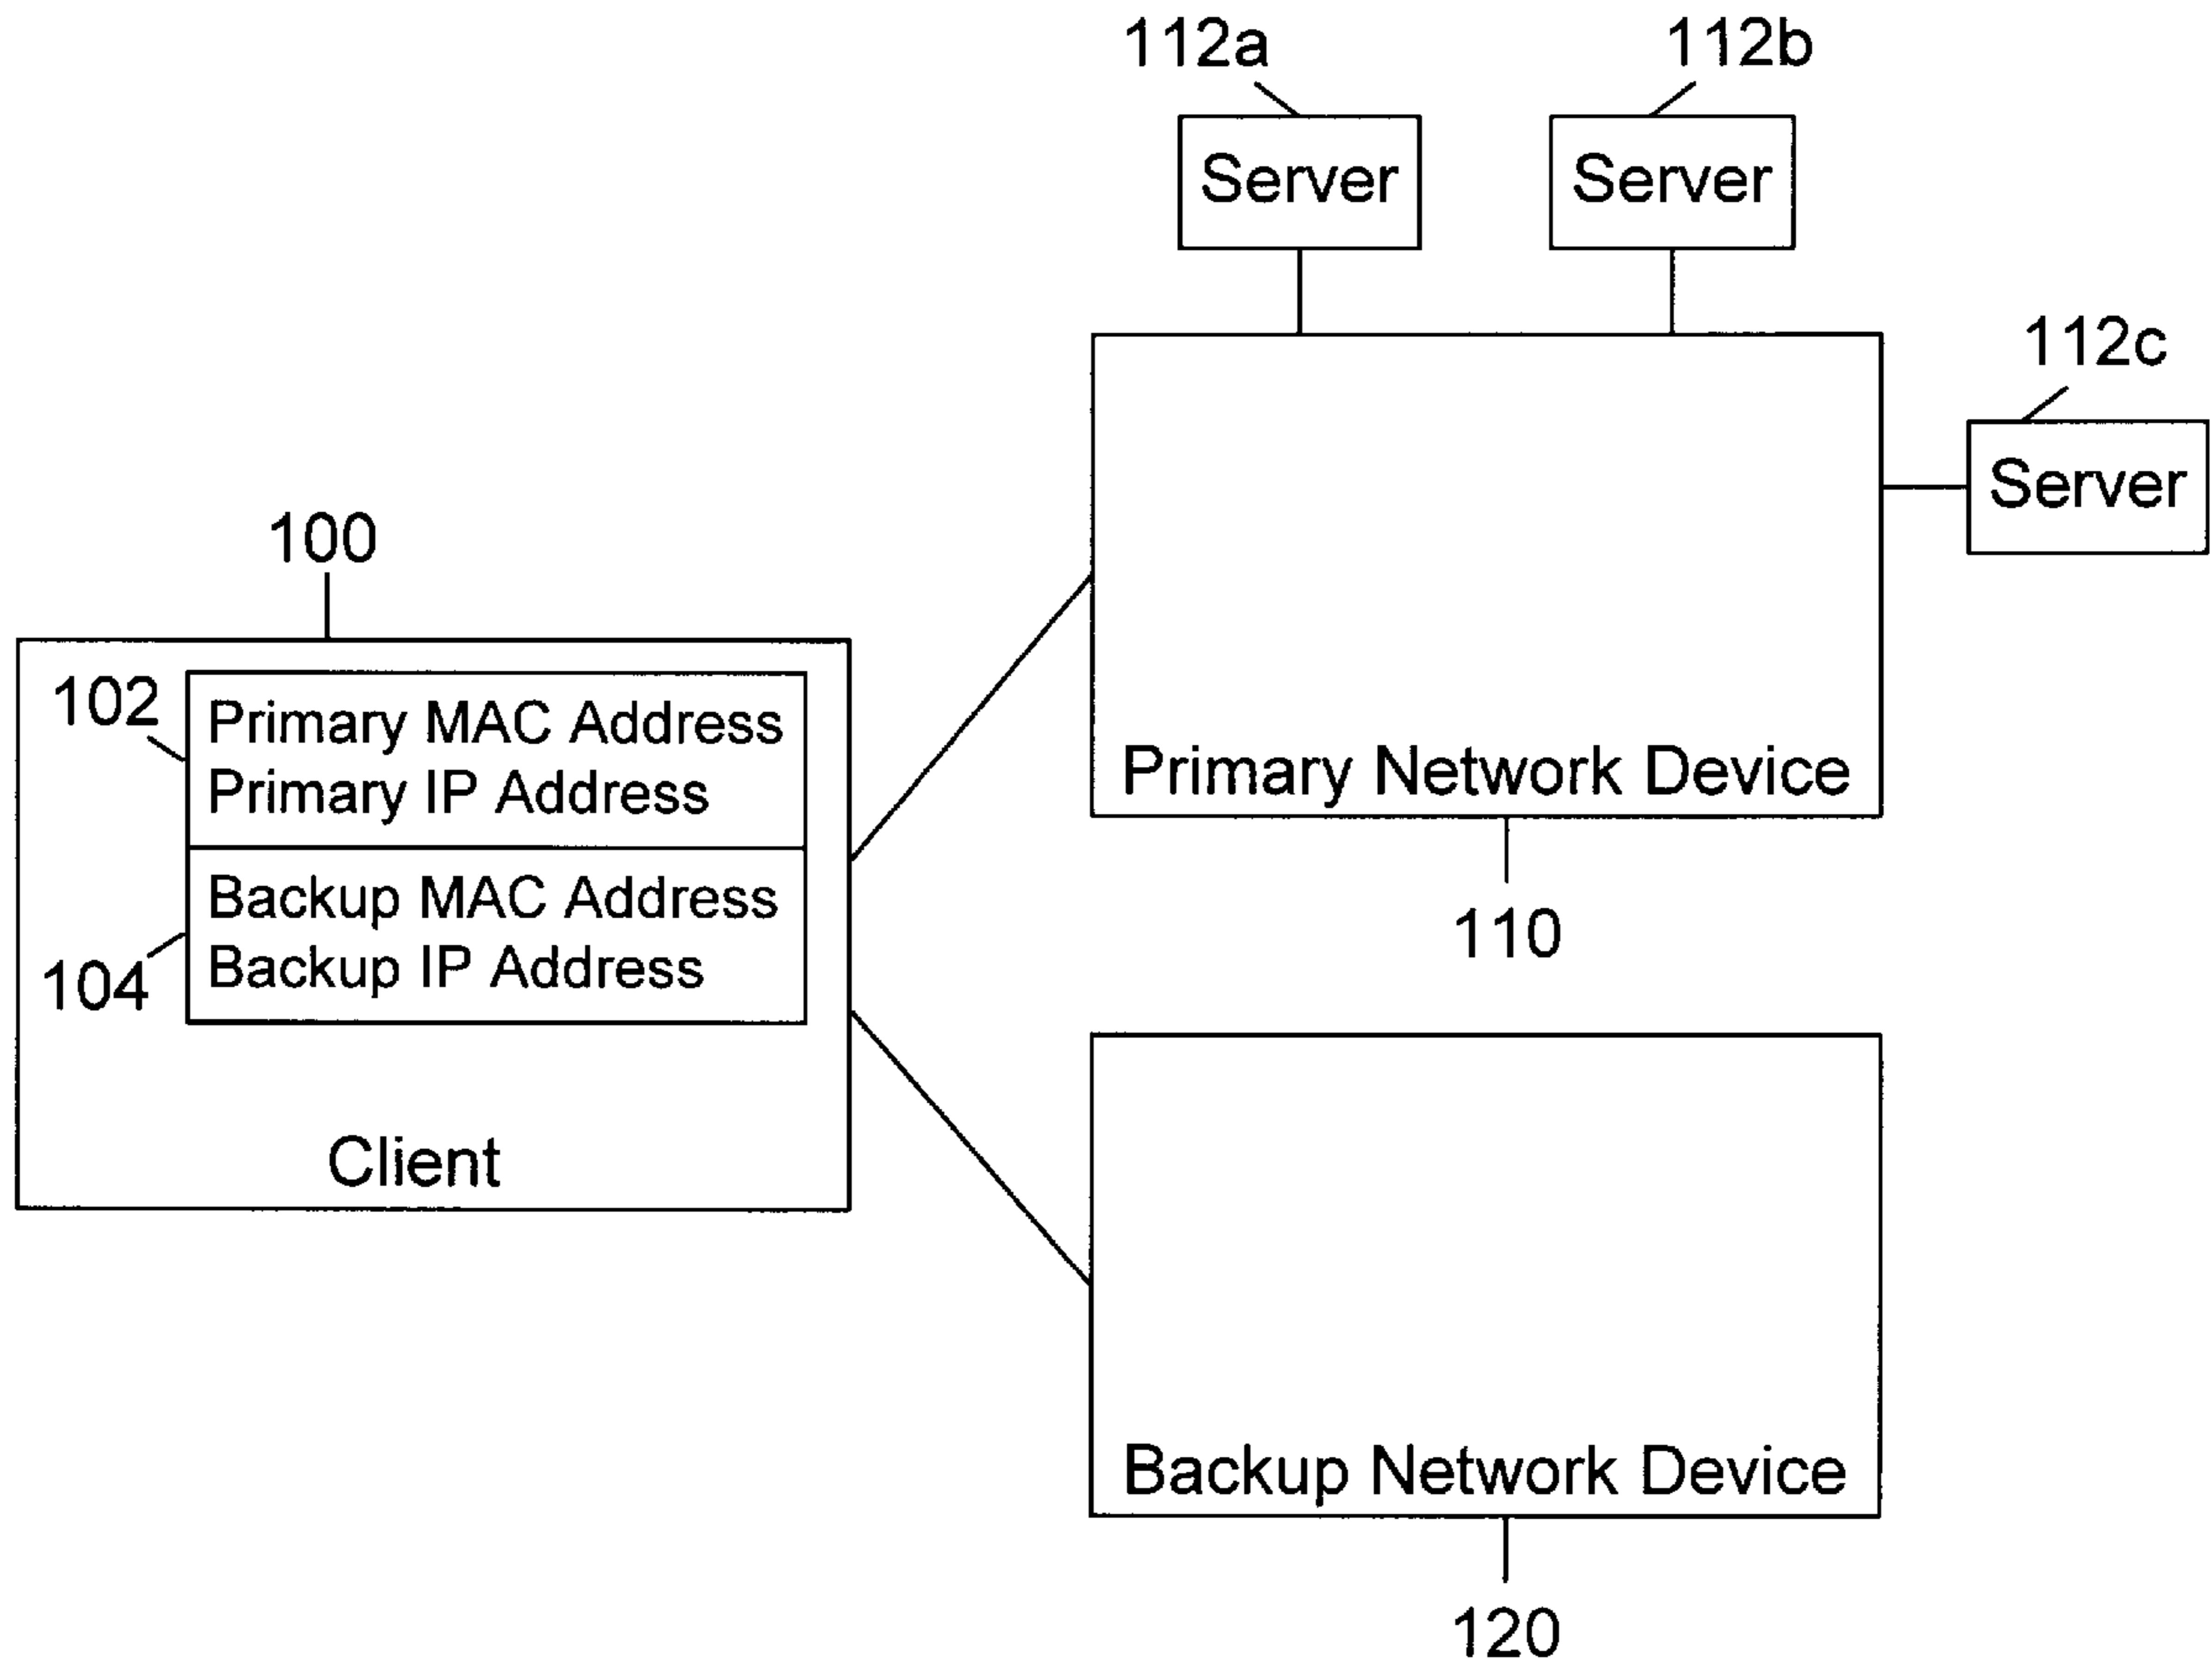 112a
112b
Server
Server
112c
Server
100
102
Primary MAC Address
Primary IP Address
104
Backup MAC Address
Backup IP Address
Client
Primary Network Device
110
Backup Network Device
120